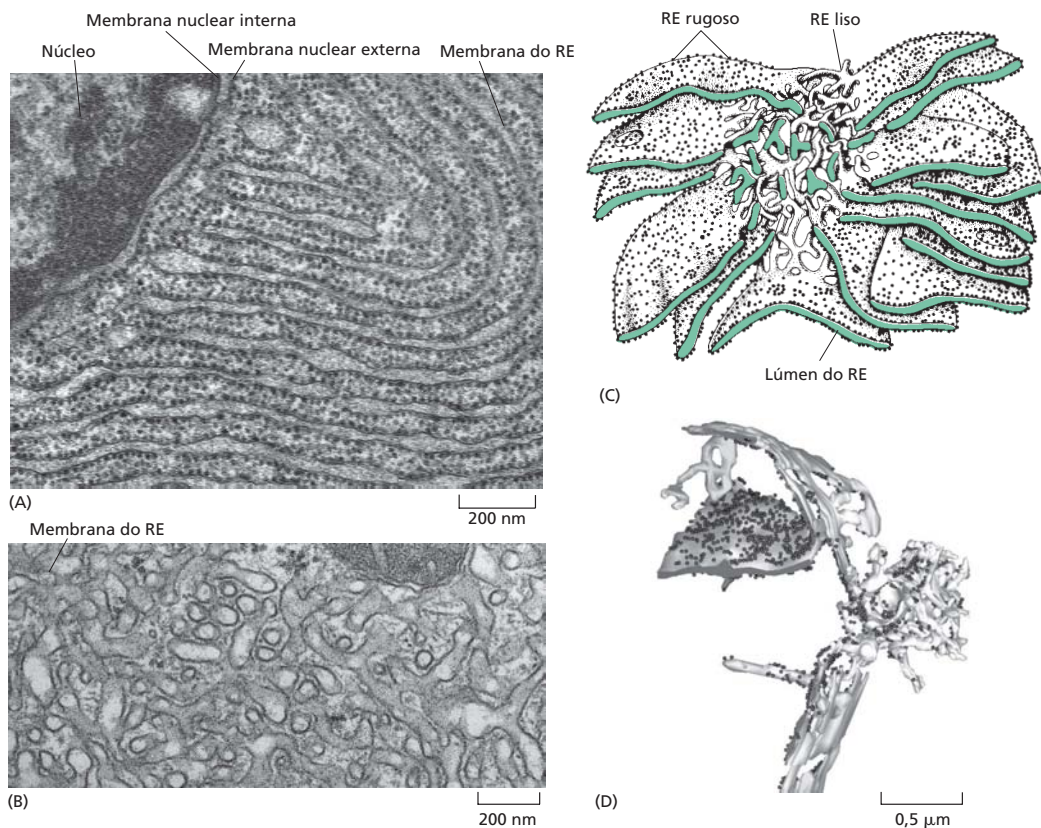 Membrana nuclear interna
Núcleo
Membrana nuclear externa
Membrana do RE
(A)
200 nm
Membrana do RE
(B)
200 nm
RE rugoso
RE liso
Lúmen do RE
(C)
(D)
0,5 μm